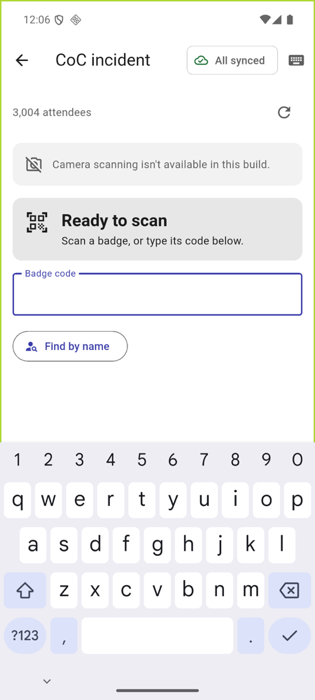 12:06
CoC incident
All synced
3,004 attendees
Camera scanning isn't available in this build.
Ready to scan
Scan a badge, or type its code below.
Badge code
Find by name
1 2 3 4 5 6 7 8 9 0
q w e r t y u i o p
a s d f g h j k l
z x c v b n m
?123 , .